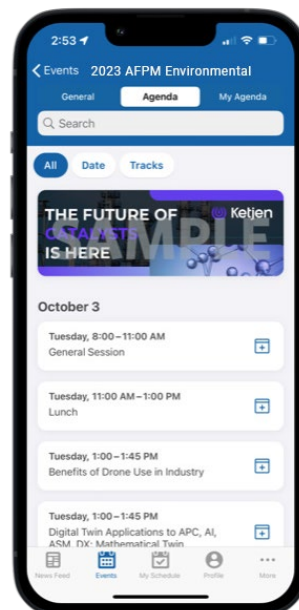 2:53
Events 2023 AFPM Environmental
General Agenda My Agenda
Search
All Date Tracks
THE FUTURE OF
CATALYSTS
IS HERE
Ketjen
SAMPLE
October 3
Tuesday, 8:00–11:00 AM
General Session
Tuesday, 11:00 AM–1:00 PM
Lunch
Tuesday, 1:00–1:45 PM
Benefits of Drone Use in Industry
Tuesday, 1:00–1:45 PM
Digital Twin Applications to APC, AI,
ASM, DX: Mathematical Twin
News Feed Events My Schedule Profile More